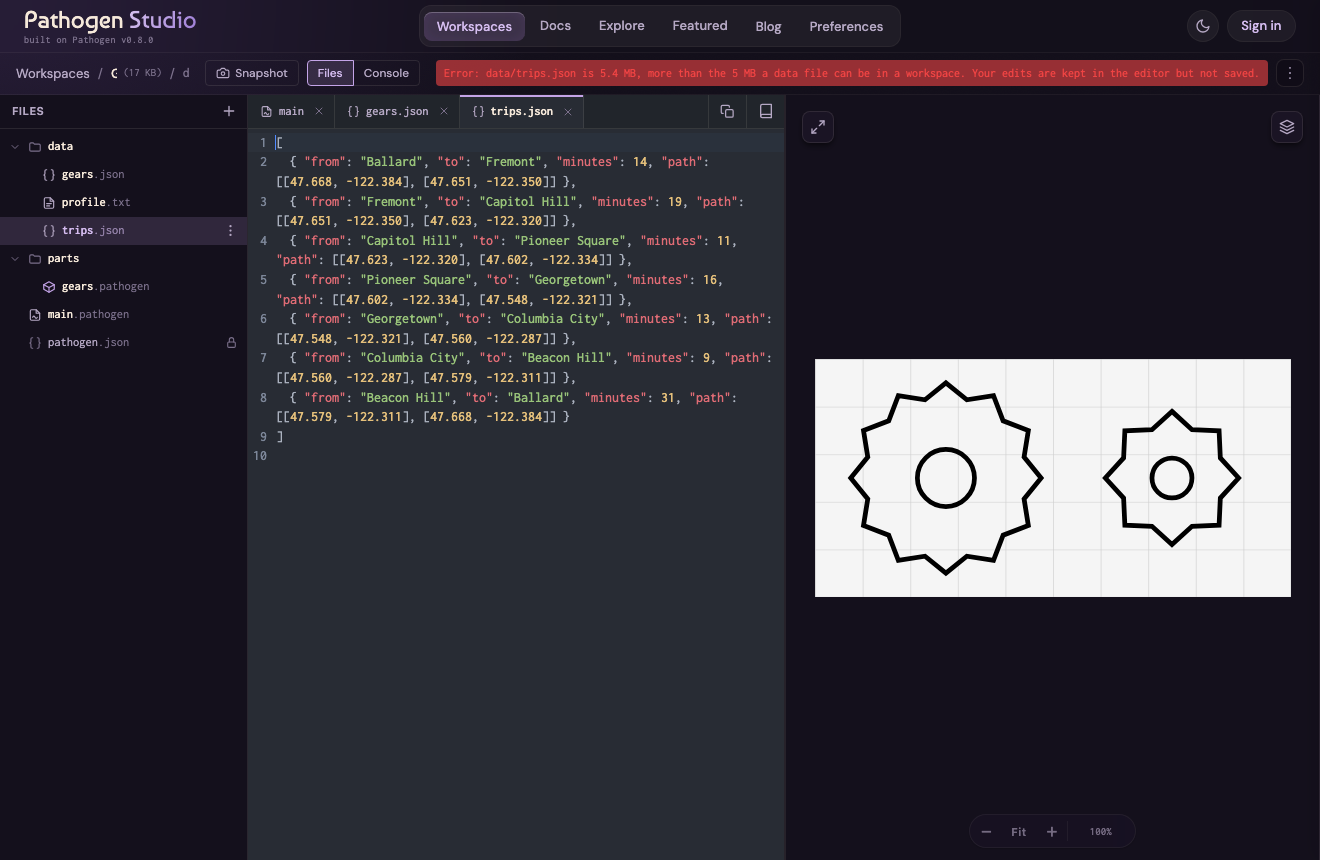 Pathogen Studio
built on Pathogen v0.8.0
Workspaces
Docs
Explore
Featured
Blog
Preferences
Sign in
Workspaces / (17 KB) / d
Snapshot
Files
Console
Error: data/trips.json is 5.4 MB, more than the 5 MB a data file can be in a workspace. Your edits are kept in the editor but not saved.
FILES
data
{} gears.json
profile.txt
{} trips.json
parts
gears.pathogen
main.pathogen
{} pathogen.json
main
{} gears.json
{} trips.json
1 [
2 { "from": "Ballard", "to": "Fremont", "minutes": 14, "path":
[[47.668, -122.384], [47.651, -122.350]] },
3 { "from": "Fremont", "to": "Capitol Hill", "minutes": 19, "path":
[[47.651, -122.350], [47.623, -122.320]] },
4 { "from": "Capitol Hill", "to": "Pioneer Square", "minutes": 11,
"path": [[47.623, -122.320], [47.602, -122.334]] },
5 { "from": "Pioneer Square", "to": "Georgetown", "minutes": 16,
"path": [[47.602, -122.334], [47.548, -122.321]] },
6 { "from": "Georgetown", "to": "Columbia City", "minutes": 13, "path":
[[47.548, -122.321], [47.560, -122.287]] },
7 { "from": "Columbia City", "to": "Beacon Hill", "minutes": 9, "path":
[[47.560, -122.287], [47.579, -122.311]] },
8 { "from": "Beacon Hill", "to": "Ballard", "minutes": 31, "path":
[[47.579, -122.311], [47.668, -122.384]] }
9 ]
10
Fit
100%